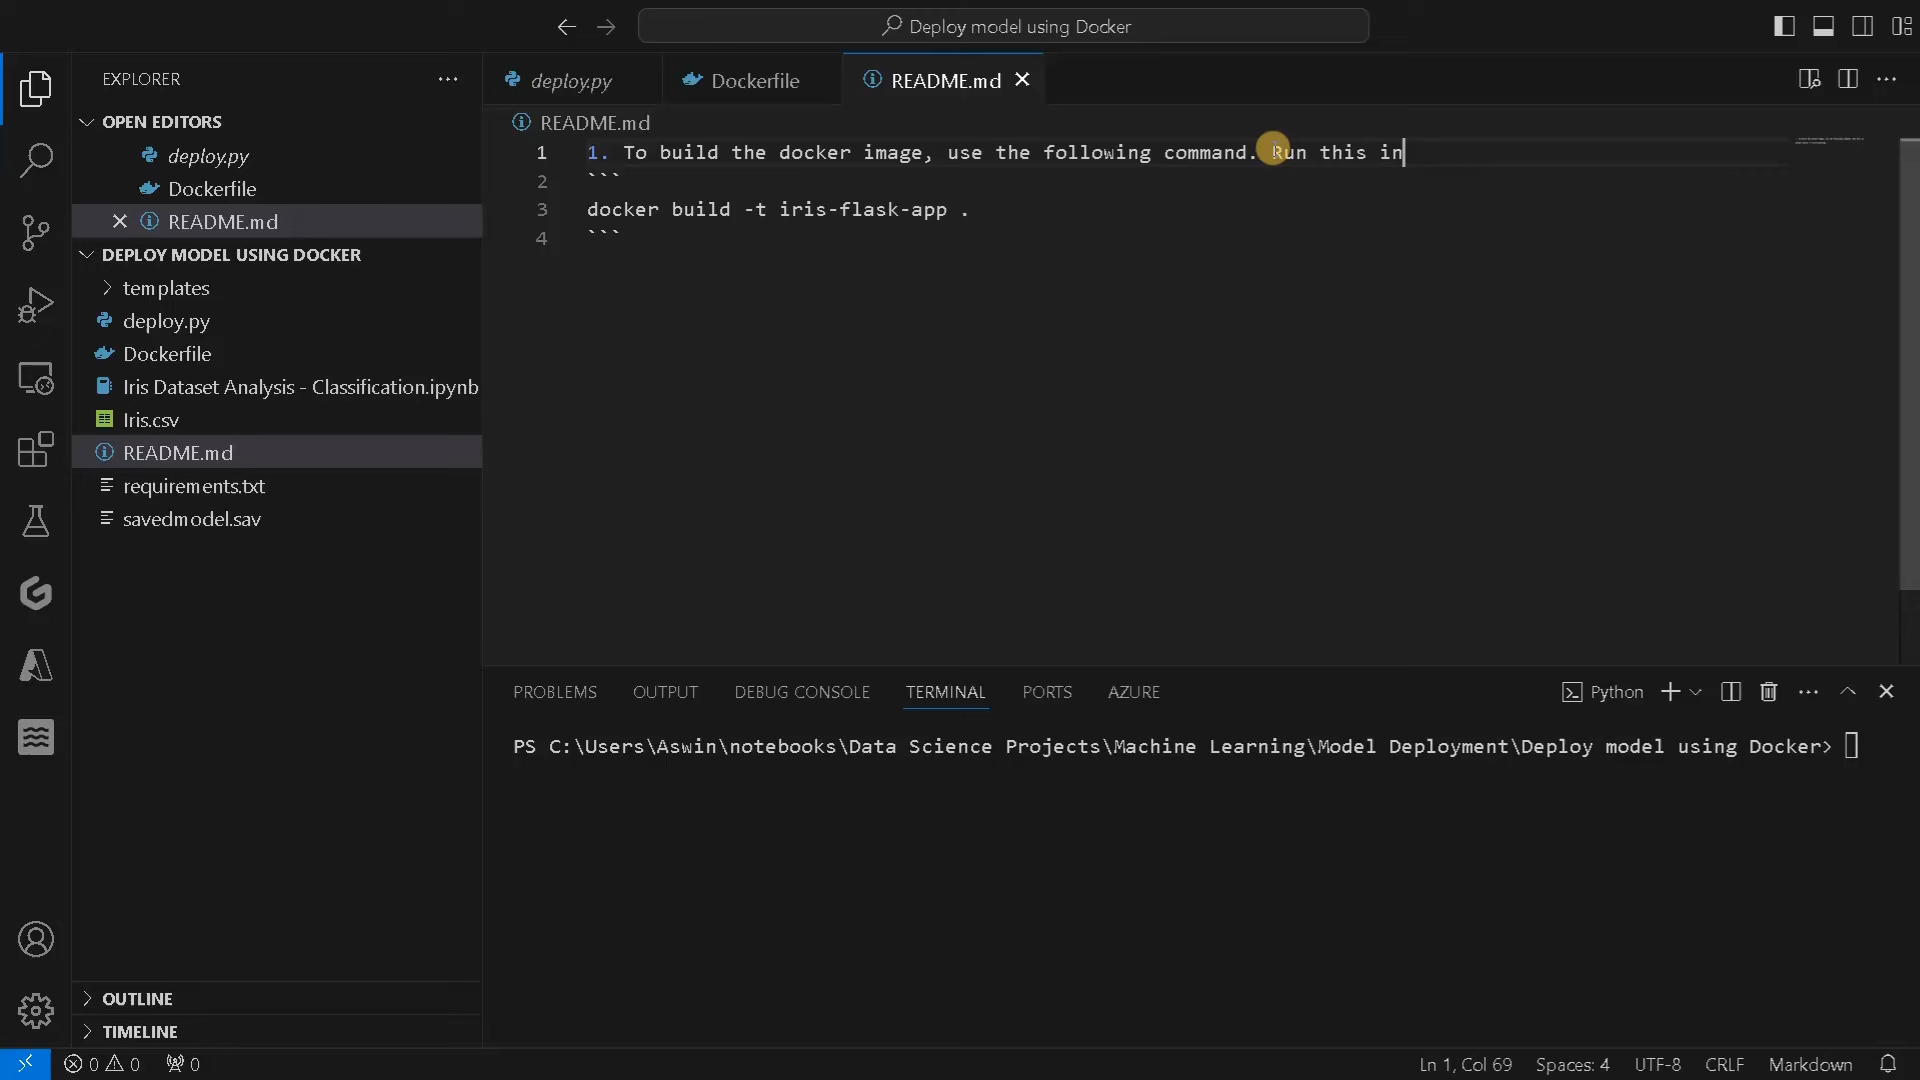 Deploy model using Docker
EXPLORER
OPEN EDITORS
deploy.py
Dockerfile
README.md
DEPLOY MODEL USING DOCKER
templates
deploy.py
Dockerfile
Iris Dataset Analysis - Classification.ipynb
Iris.csv
README.md
requirements.txt
savedmodel.sav
OUTLINE
TIMELINE
deploy.py Dockerfile README.md
README.md
1 1. To build the docker image, use the following command. Run this in
2 ```
3 docker build -t iris-flask-app .
4 ```
PROBLEMS OUTPUT DEBUG CONSOLE TERMINAL PORTS AZURE Python
PS C:\Users\Aswin\notebooks\Data Science Projects\Machine Learning\Model Deployment\Deploy model using Docker>
0 0 0 Ln 1, Col 69 Spaces: 4 UTF-8 CRLF Markdown